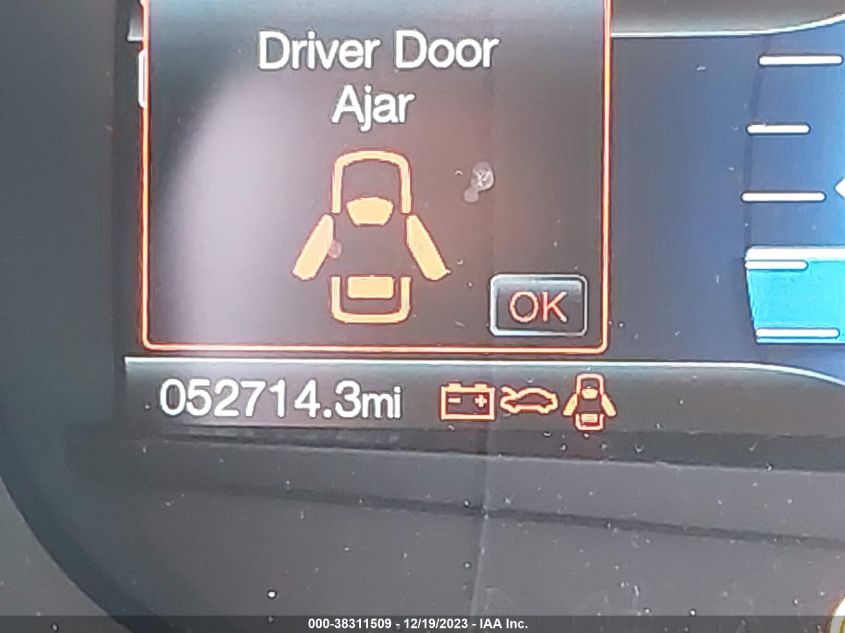 Driver Door
Ajar
OK
052714.3mi
000-38311509 - 12/19/2023 - IAA Inc.